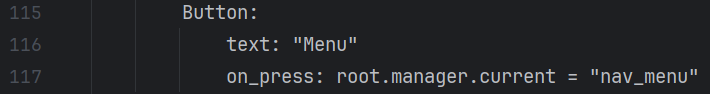 115 Button:
116 text: "Menu"
117 on_press: root.manager.current = "nav_menu"